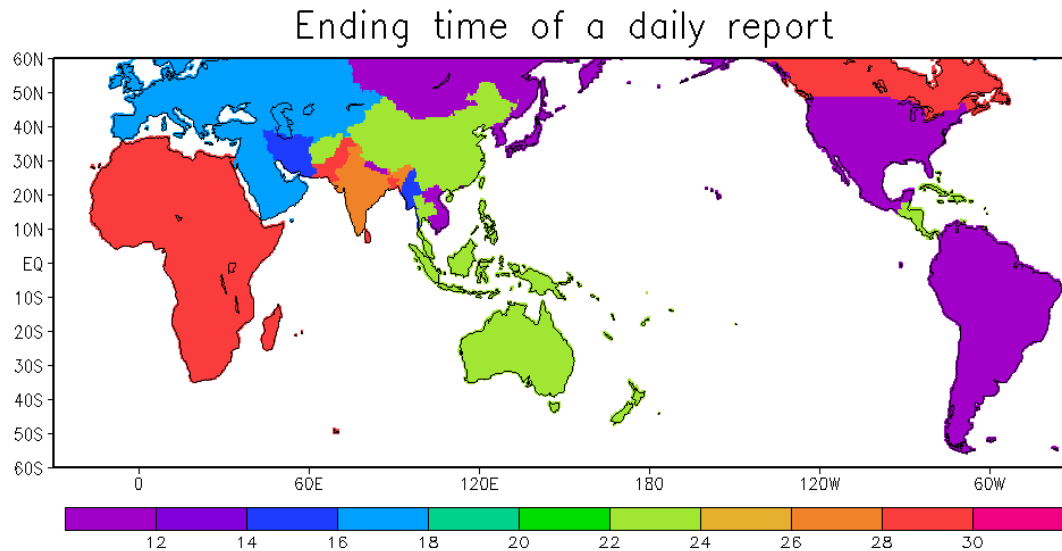 Ending time of a daily report
60N
50N
40N
30N
20N
10N
EQ
10S
20S
30S
40S
50S
60S
0 60E 120E 180 120W 60W
12 14 16 18 20 22 24 26 28 30